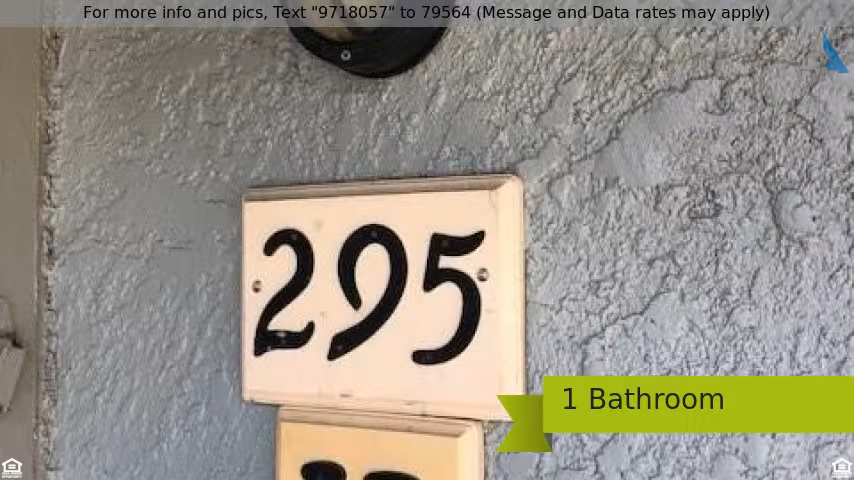 For more info and pics, Text "9718057" to 79564 (Message and Data rates may apply)
295
1 Bathroom